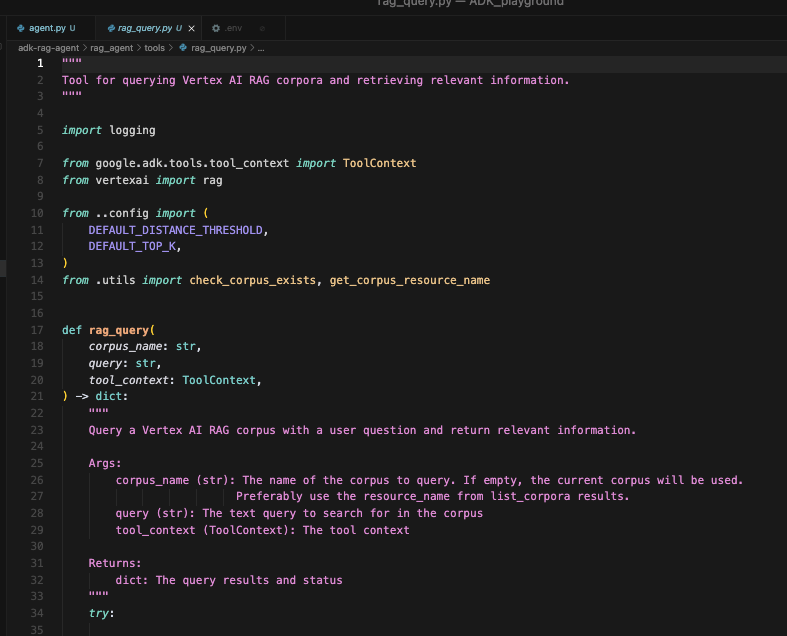 rag_query.py — ADK_playground
agent.py U
rag_query.py U ×
.env
adk-rag-agent > rag_agent > tools > rag_query.py > ...
1 """
2 Tool for querying Vertex AI RAG corpora and retrieving relevant information.
3 """
4
5 import logging
6
7 from google.adk.tools.tool_context import ToolContext
8 from vertexai import rag
9
10 from ..config import (
11     DEFAULT_DISTANCE_THRESHOLD,
12     DEFAULT_TOP_K,
13 )
14 from .utils import check_corpus_exists, get_corpus_resource_name
15
16
17 def rag_query(
18     corpus_name: str,
19     query: str,
20     tool_context: ToolContext,
21 ) -> dict:
22     """
23     Query a Vertex AI RAG corpus with a user question and return relevant information.
24
25     Args:
26         corpus_name (str): The name of the corpus to query. If empty, the current corpus will be used.
27                           Preferably use the resource_name from list_corpora results.
28         query (str): The text query to search for in the corpus
29         tool_context (ToolContext): The tool context
30
31     Returns:
32         dict: The query results and status
33     """
34     try:
35